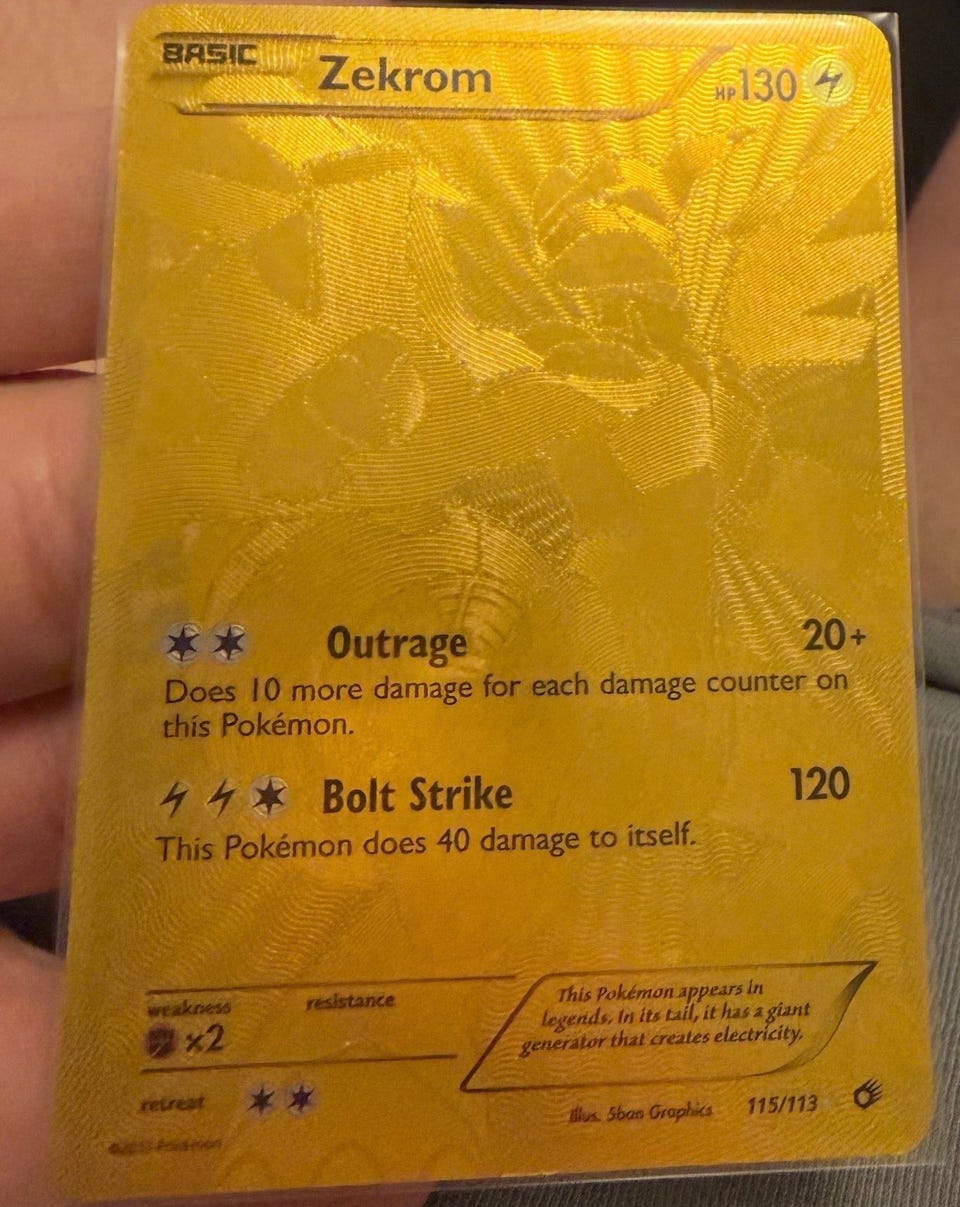 BASIC Zekrom HP130
Outrage 20+
Does 10 more damage for each damage counter on
this Pokémon.
Bolt Strike 120
This Pokémon does 40 damage to itself.
weakness resistance
x2
This Pokémon appears in
legends. In its tail, it has a giant
generator that creates electricity.
retreat
Illus. 5ban Graphics 115/113
Pokémon